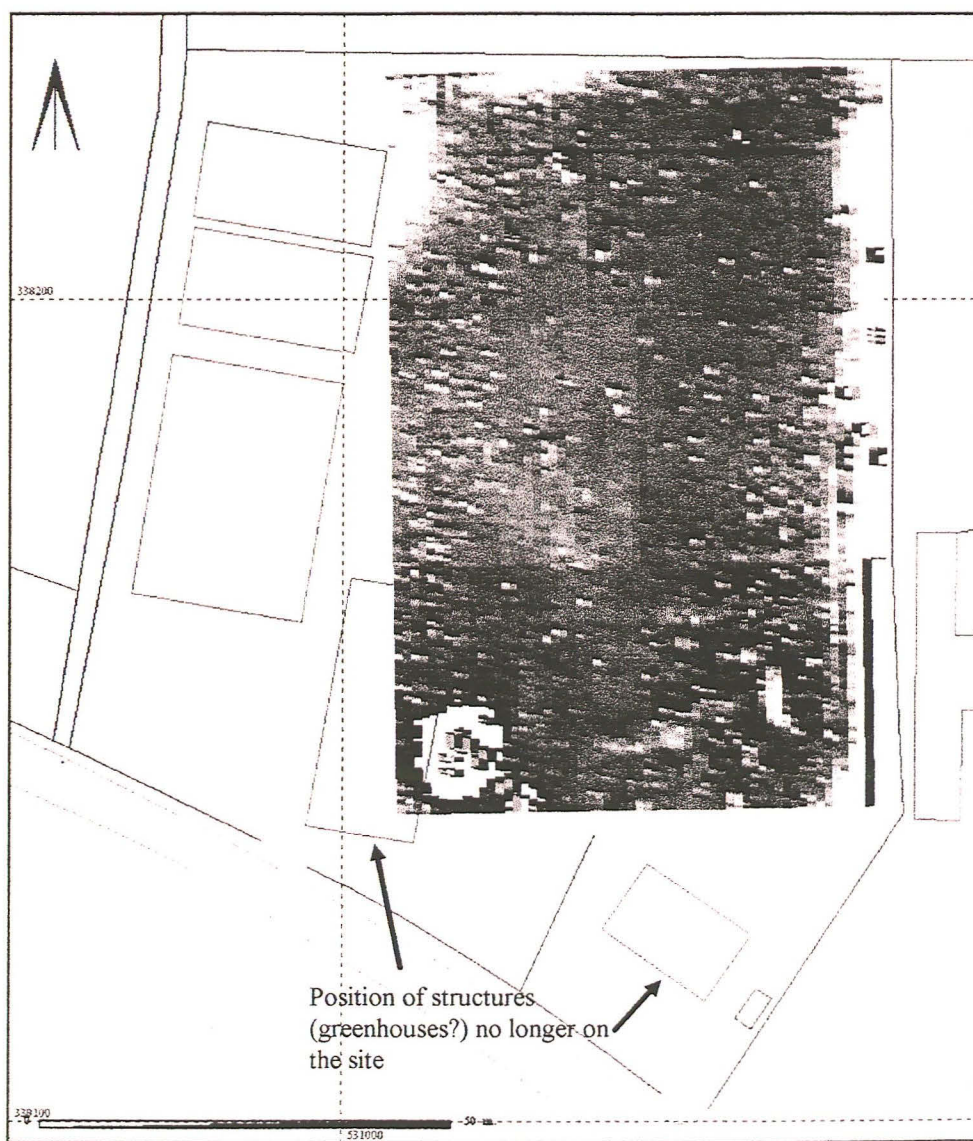 338200
Position of structures
(greenhouses?) no longer on
the site
338100
0
50 m
531000